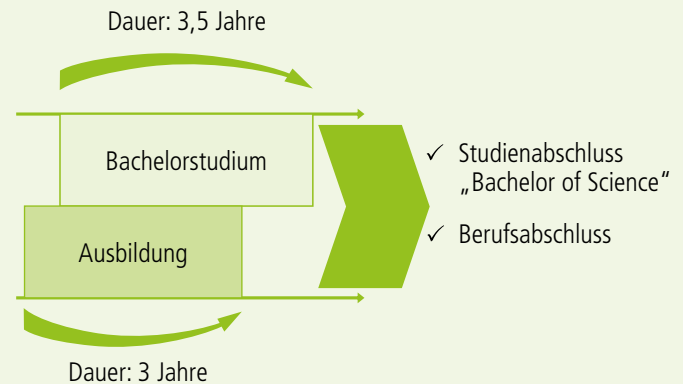 Dauer: 3,5 Jahre
Bachelorstudium
Ausbildung
✓ Studienabschluss
„Bachelor of Science“
✓ Berufsabschluss
Dauer: 3 Jahre